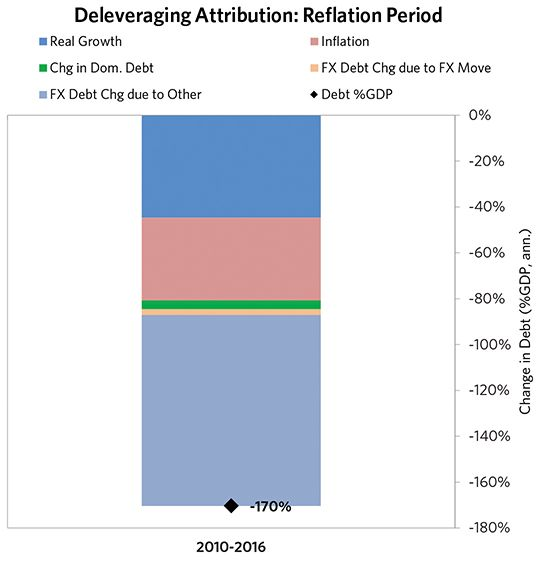 Deleveraging Attribution: Reflation Period
Real Growth
Inflation
Chg in Dom. Debt
FX Debt Chg due to FX Move
FX Debt Chg due to Other
Debt %GDP
0%
-20%
-40%
-60%
-80%
-100%
-120%
-140%
-160%
-180%
Change in Debt (%GDP, ann.)
-170%
2010-2016